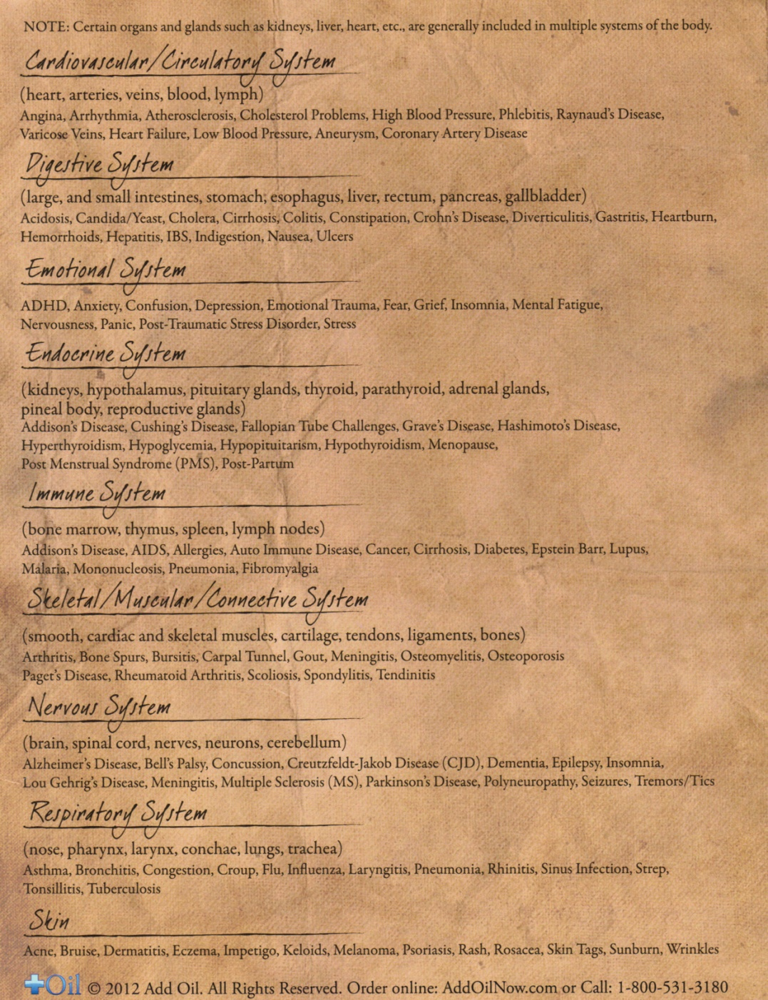 NOTE: Certain organs and glands such as kidneys, liver, heart, etc., are generally included in multiple systems of the body.
Cardiovascular/Circulatory System
(heart, arteries, veins, blood, lymph)
Angina, Arrhythmia, Atherosclerosis, Cholesterol Problems, High Blood Pressure, Phlebitis, Raynaud's Disease,
Varicose Veins, Heart Failure, Low Blood Pressure, Aneurysm, Coronary Artery Disease
Digestive System
(large, and small intestines, stomach, esophagus, liver, rectum, pancreas, gallbladder)
Acidosis, Candida/Yeast, Cholera, Cirrhosis, Colitis, Constipation, Crohn's Disease, Diverticulitis, Gastritis, Heartburn,
Hemorrhoids, Hepatitis, IBS, Indigestion, Nausea, Ulcers
Emotional System
ADHD, Anxiety, Confusion, Depression, Emotional Trauma, Fear, Grief, Insomnia, Mental Fatigue,
Nervousness, Panic, Post-Traumatic Stress Disorder, Stress
Endocrine System
(kidneys, hypothalamus, pituitary glands, thyroid, parathyroid, adrenal glands,
pineal body, reproductive glands)
Addison's Disease, Cushing's Disease, Fallopian Tube Challenges, Grave's Disease, Hashimoto's Disease,
Hyperthyroidism, Hypoglycemia, Hypopituitarism, Hypothyroidism, Menopause,
Post Menstrual Syndrome (PMS), Post-Partum
Immune System
(bone marrow, thymus, spleen, lymph nodes)
Addison's Disease, AIDS, Allergies, Auto Immune Disease, Cancer, Cirrhosis, Diabetes, Epstein Barr, Lupus,
Malaria, Mononucleosis, Pneumonia, Fibromyalgia
Skeletal/Muscular/Connective System
(smooth, cardiac and skeletal muscles, cartilage, tendons, ligaments, bones)
Arthritis, Bone Spurs, Bursitis, Carpal Tunnel, Gout, Meningitis, Osteomyelitis, Osteoporosis
Paget's Disease, Rheumatoid Arthritis, Scoliosis, Spondylitis, Tendinitis
Nervous System
(brain, spinal cord, nerves, neurons, cerebellum)
Alzheimer's Disease, Bell's Palsy, Concussion, Creutzfeldt-Jakob Disease (CJD), Dementia, Epilepsy, Insomnia,
Lou Gehrig's Disease, Meningitis, Multiple Sclerosis (MS), Parkinson's Disease, Polyneuropathy, Seizures, Tremors/Tics
Respiratory System
(nose, pharynx, larynx, conchae, lungs, trachea)
Asthma, Bronchitis, Congestion, Croup, Flu, Influenza, Laryngitis, Pneumonia, Rhinitis, Sinus Infection, Strep,
Tonsillitis, Tuberculosis
Skin
Acne, Bruise, Dermatitis, Eczema, Impetigo, Keloids, Melanoma, Psoriasis, Rash, Rosacea, Skin Tags, Sunburn, Wrinkles
+Oil © 2012 Add Oil. All Rights Reserved. Order online: AddOilNow.com or Call: 1-800-531-3180